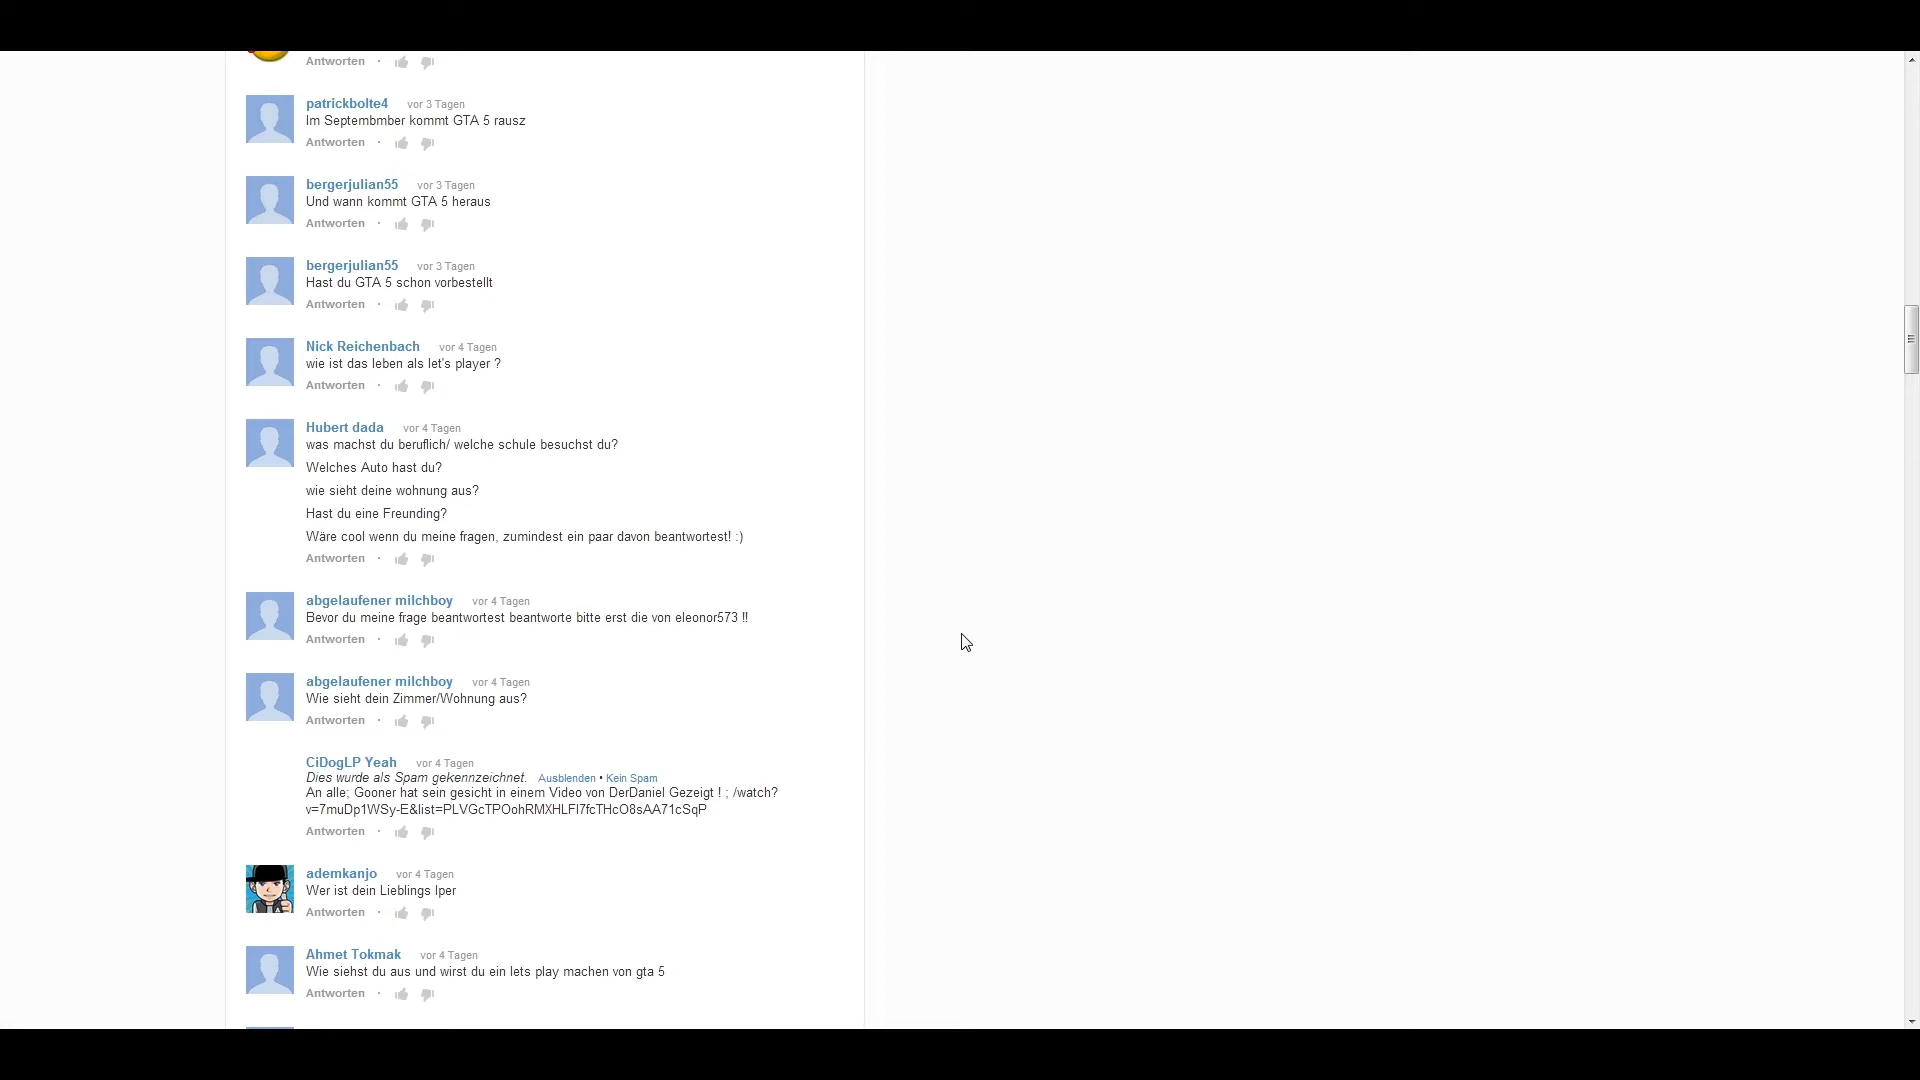 Antworten ·
patrickbolte4 vor 3 Tagen
Im Septembmber kommt GTA 5 rausz
Antworten ·
bergerjulian55 vor 3 Tagen
Und wann kommt GTA 5 heraus
Antworten ·
bergerjulian55 vor 3 Tagen
Hast du GTA 5 schon vorbestellt
Antworten ·
Nick Reichenbach vor 4 Tagen
wie ist das leben als let's player ?
Antworten ·
Hubert dada vor 4 Tagen
was machst du beruflich/ welche schule besuchst du?
Welches Auto hast du?
wie sieht deine wohnung aus?
Hast du eine Freunding?
Wäre cool wenn du meine fragen, zumindest ein paar davon beantwortest! :)
Antworten ·
abgelaufener milchboy vor 4 Tagen
Bevor du meine frage beantwortest beantworte bitte erst die von eleonor573 !!
Antworten ·
abgelaufener milchboy vor 4 Tagen
Wie sieht dein Zimmer/Wohnung aus?
Antworten ·
CiDogLP Yeah vor 4 Tagen
Dies wurde als Spam gekennzeichnet. Ausblenden • Kein Spam
An alle; Gooner hat sein gesicht in einem Video von DerDaniel Gezeigt ! ; /watch?
v=7muDp1WSy-E&list=PLVGcTPOohRMXHLFI7fcTHcO8sAA71cSqP
Antworten ·
ademkanjo vor 4 Tagen
Wer ist dein Lieblings lper
Antworten ·
Ahmet Tokmak vor 4 Tagen
Wie siehst du aus und wirst du ein lets play machen von gta 5
Antworten ·